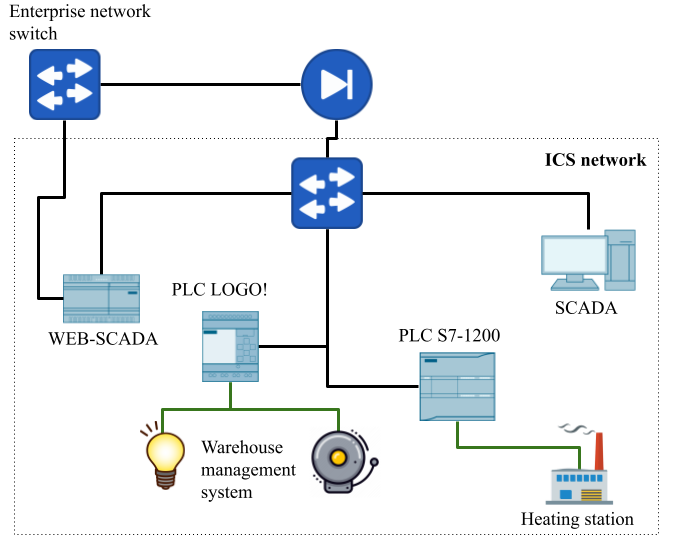 Enterprise network
switch
ICS network
PLC LOGO!
SCADA
WEB-SCADA
PLC S7-1200
Warehouse
management
system
Heating station